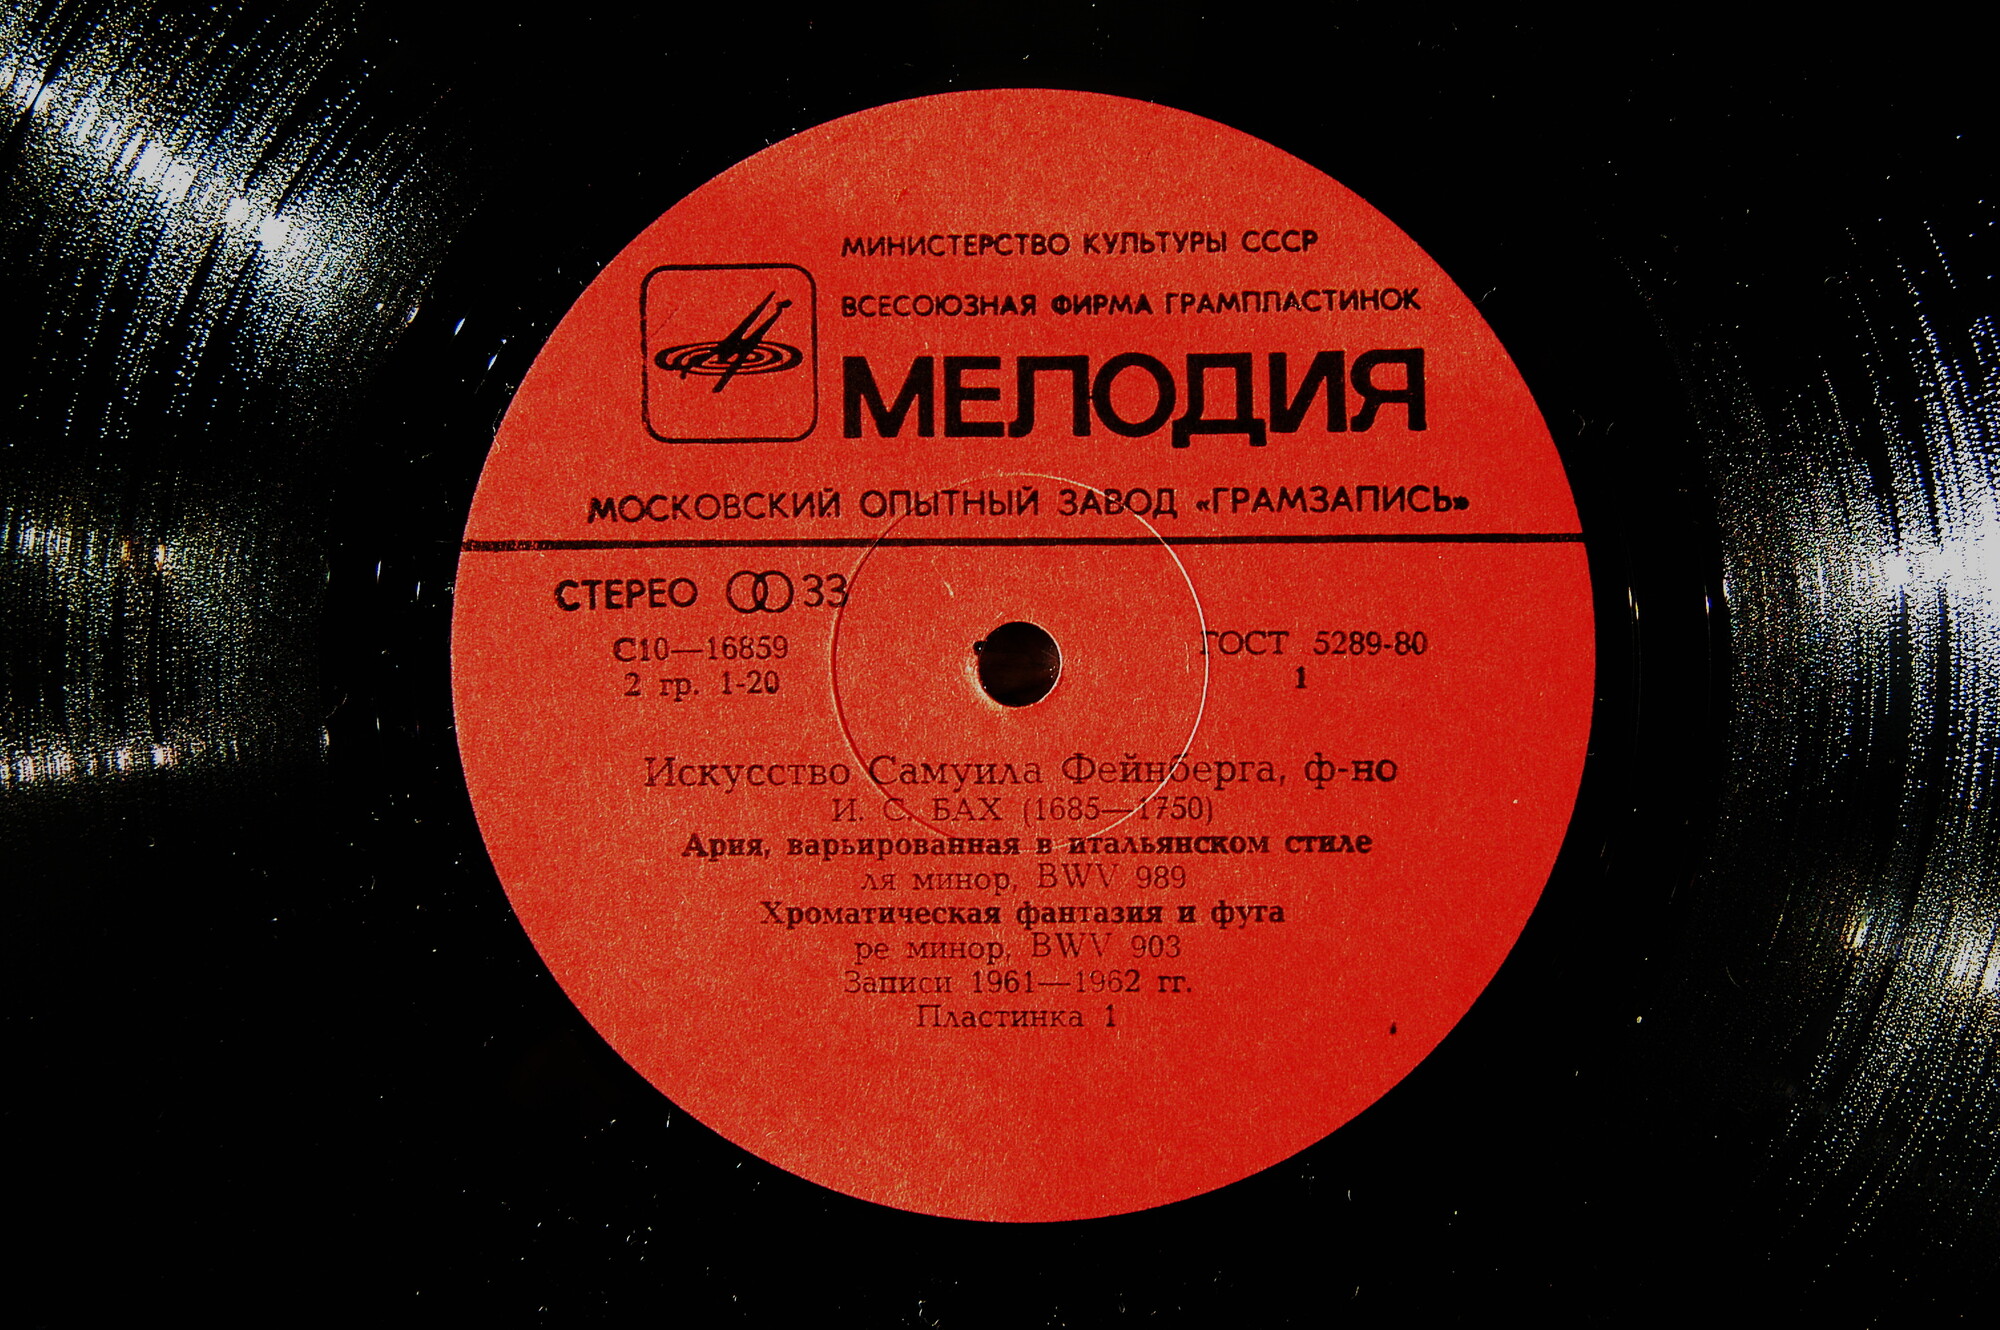 МИНИСТЕРСТВО КУЛЬТУРЫ СССР
ВСЕСОЮЗНАЯ ФИРМА ГРАМПЛАСТИНОК
МЕЛОДИЯ
МОСКОВСКИЙ ОПЫТНЫЙ ЗАВОД «ГРАМЗАПИСЬ»
СТЕРЕО 33
С10—16859
2 гр. 1-20
ГОСТ 5289-80
1
Искусство Самуила Фейнберга, ф-но
И. С. БАХ (1685—1750)
Ария, варьированная в итальянском стиле
ля минор, BWV 989
Хроматическая фантазия и фуга
ре минор, BWV 903
Записи 1961—1962 гг.
Пластинка 1